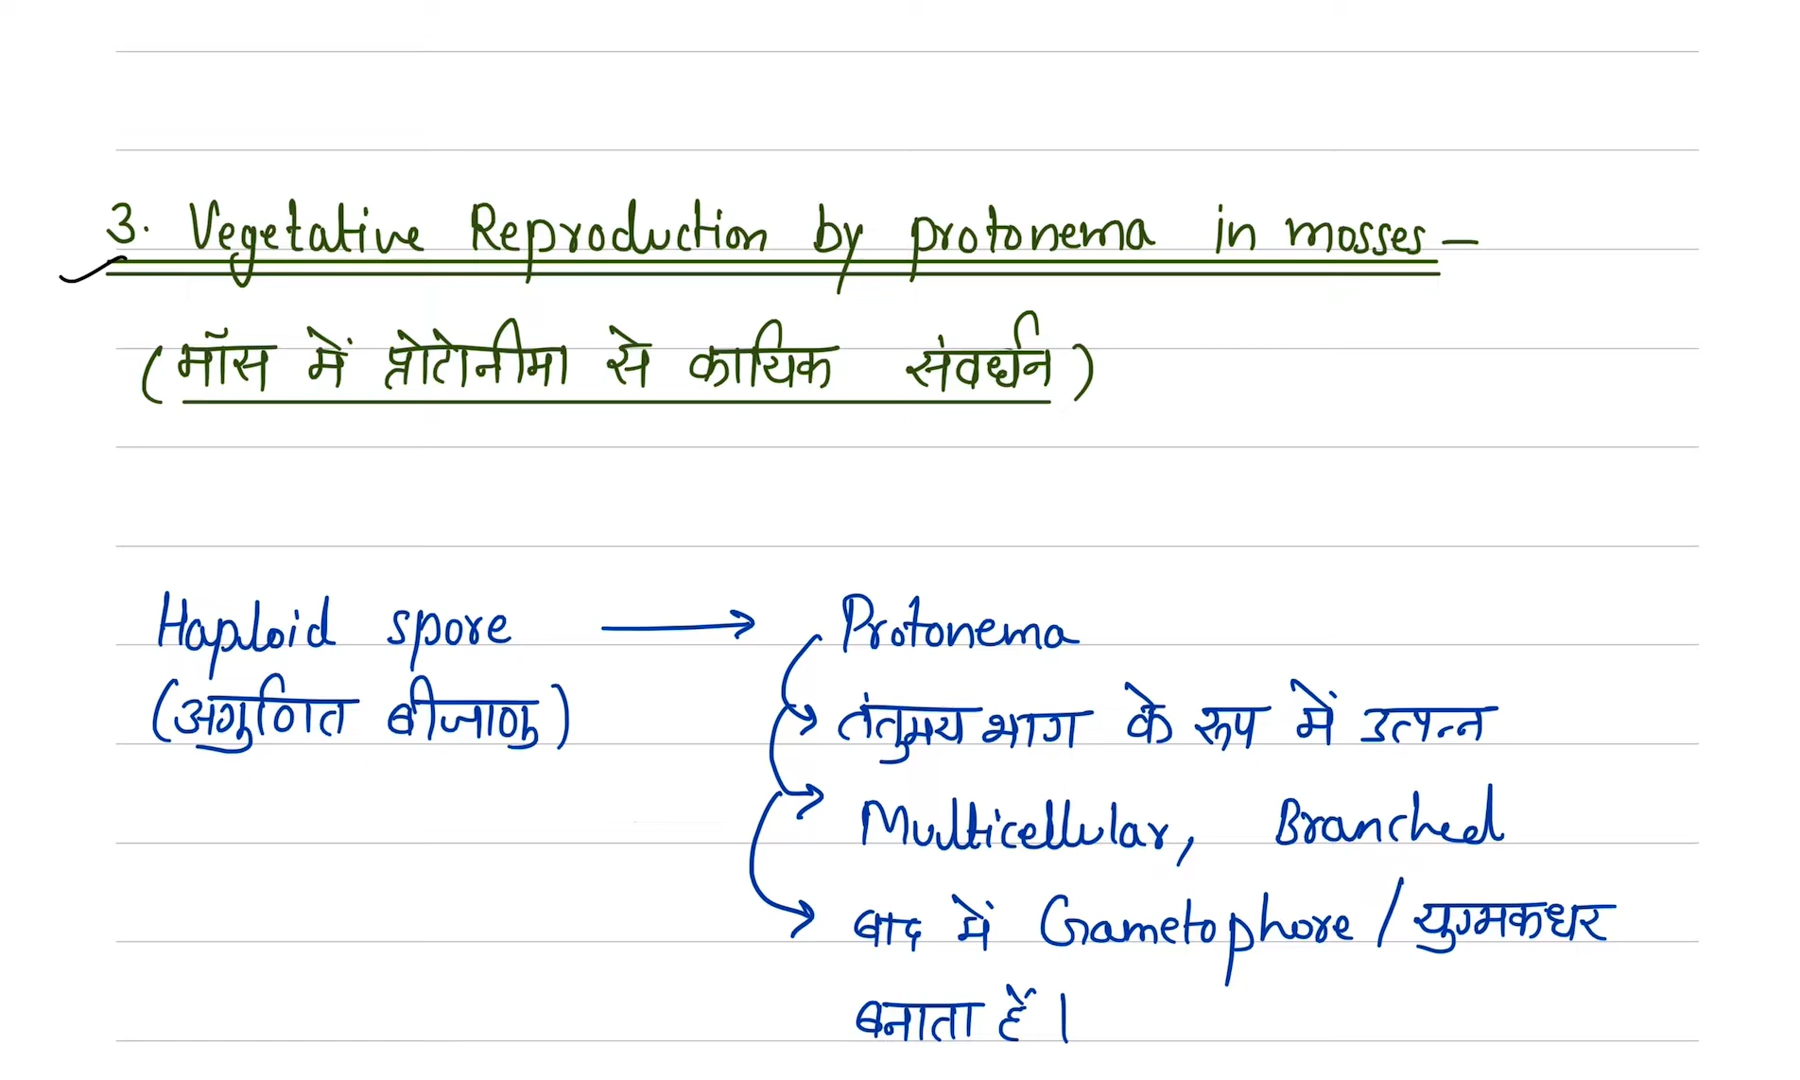 3. Vegetative Reproduction by protonema in mosses –
(मॉस में प्रोटोनीमा से कायिक संवर्धन)
Haploid spore → Protonema
(अगुणित बीजाणु) → तंतुमय भाग के रूप में उत्पन्न
→ Multicellular, Branched
→ बाद में Gametophore / युग्मकधर
बनाता हैं।